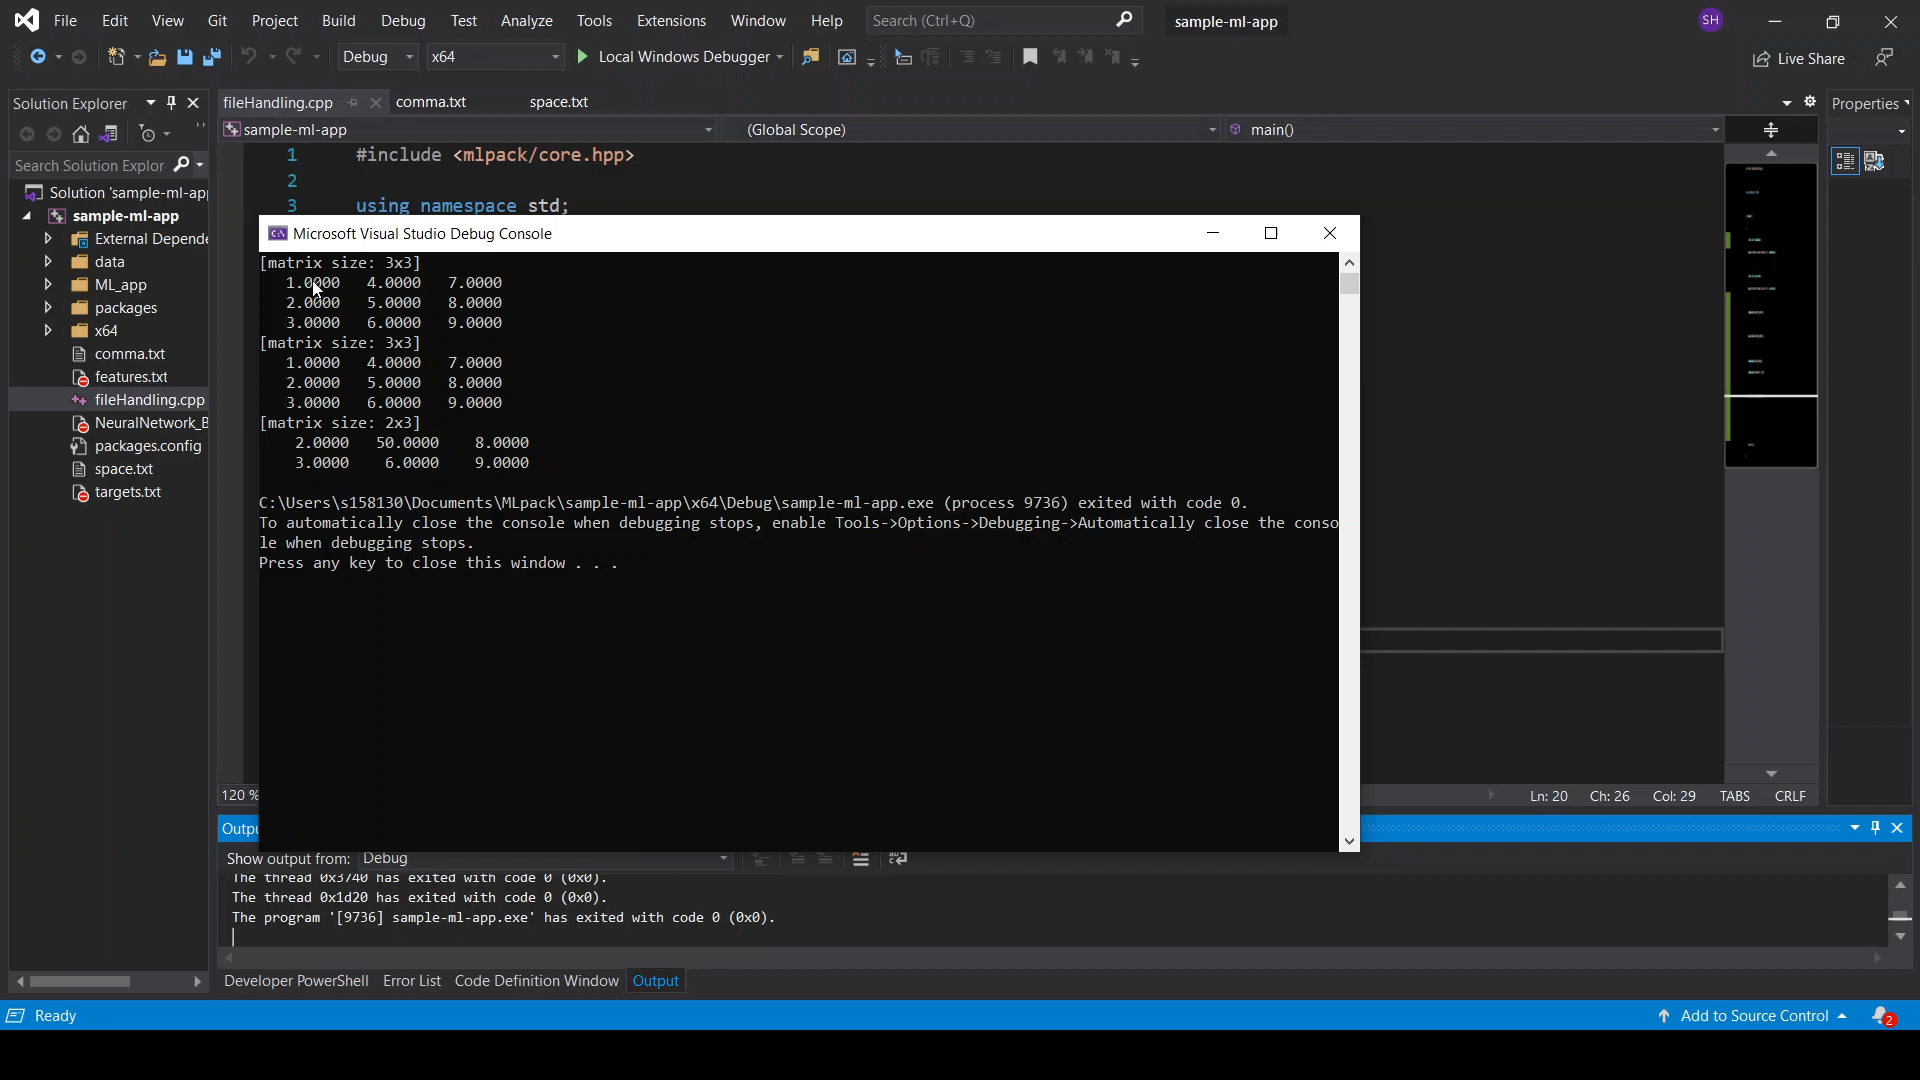 File Edit View Git Project Build Debug Test Analyze Tools Extensions Window Help Search (Ctrl+Q) sample-ml-app SH
Debug x64 Local Windows Debugger Live Share
Solution Explorer
Search Solution Explor
Solution 'sample-ml-ap
sample-ml-app
External Depende
data
ML_app
packages
x64
comma.txt
features.txt
fileHandling.cpp
NeuralNetwork_B
packages.config
space.txt
targets.txt
fileHandling.cpp comma.txt space.txt
sample-ml-app (Global Scope) main()
1 #include <mlpack/core.hpp>
2
3 using namespace std;
Properties
Microsoft Visual Studio Debug Console
[matrix size: 3x3]
1.0000 4.0000 7.0000
2.0000 5.0000 8.0000
3.0000 6.0000 9.0000
[matrix size: 3x3]
1.0000 4.0000 7.0000
2.0000 5.0000 8.0000
3.0000 6.0000 9.0000
[matrix size: 2x3]
2.0000 50.0000 8.0000
3.0000 6.0000 9.0000
C:\Users\s158130\Documents\MLpack\sample-ml-app\x64\Debug\sample-ml-app.exe (process 9736) exited with code 0.
To automatically close the console when debugging stops, enable Tools->Options->Debugging->Automatically close the conso
le when debugging stops.
Press any key to close this window . . .
120 % Ln: 20 Ch: 26 Col: 29 TABS CRLF
Outpu
Show output from: Debug
The thread 0x3740 has exited with code 0 (0x0).
The thread 0x1d20 has exited with code 0 (0x0).
The program '[9736] sample-ml-app.exe' has exited with code 0 (0x0).
Developer PowerShell Error List Code Definition Window Output
Ready Add to Source Control 2